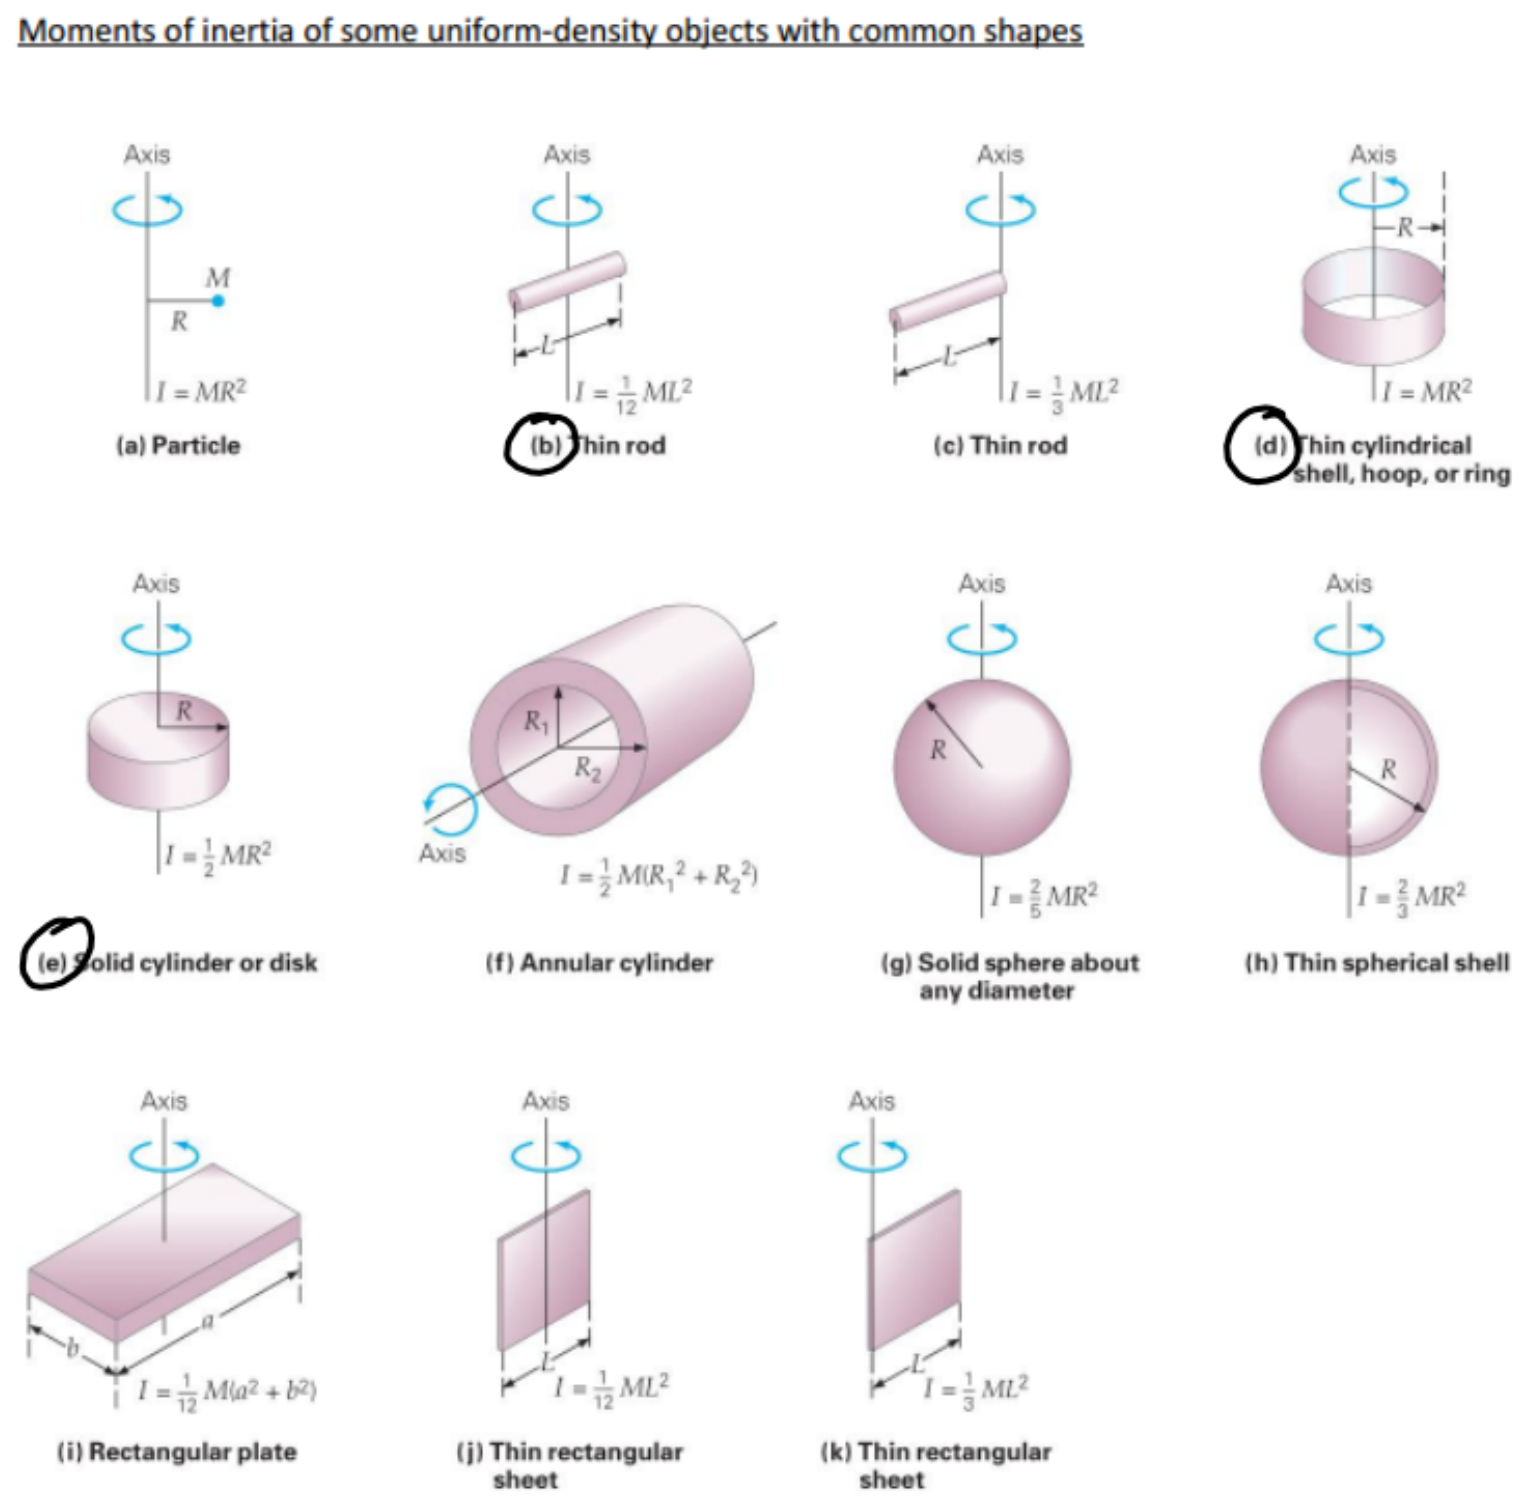 Moments of inertia of some uniform-density objects with common shapes
Axis
Axis
Axis
Axis
M
R
L
L
R
I = MR²
I = 1/12 ML²
I = 1/3 ML²
I = MR²
(a) Particle
(b) Thin rod
(c) Thin rod
(d) Thin cylindrical
shell, hoop, or ring
Axis
Axis
Axis
Axis
R
R₁
R₂
R
R
I = 1/2 MR²
I = 1/2 M(R₁² + R₂²)
I = 2/5 MR²
I = 2/3 MR²
(e) Solid cylinder or disk
(f) Annular cylinder
(g) Solid sphere about
any diameter
(h) Thin spherical shell
Axis
Axis
Axis
b
a
L
L
I = 1/12 M(a² + b²)
I = 1/12 ML²
I = 1/3 ML²
(i) Rectangular plate
(j) Thin rectangular
sheet
(k) Thin rectangular
sheet